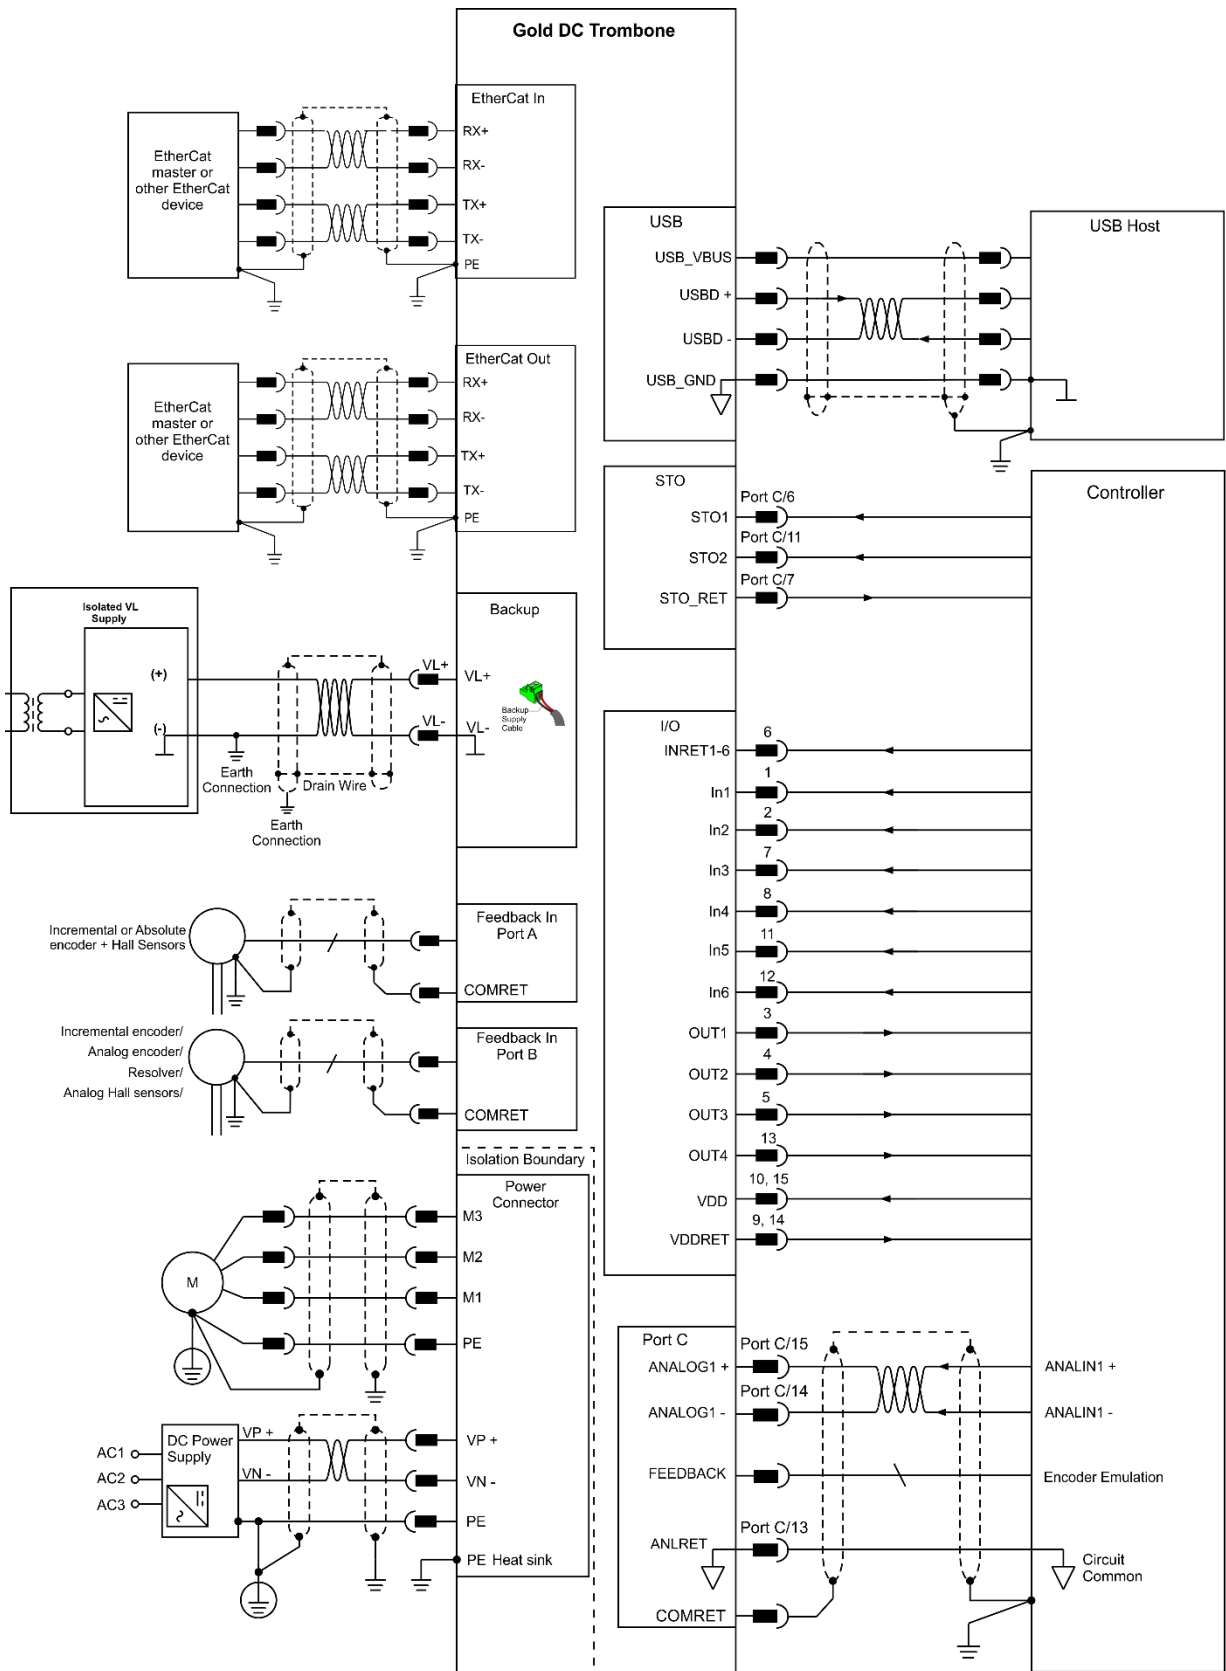 Gold DC Trombone
EtherCat In
EtherCat
master or
other EtherCat
device
RX+
RX-
TX+
TX-
PE
EtherCat Out
EtherCat
master or
other EtherCat
device
RX+
RX-
TX+
TX-
PE
Isolated VL
Supply
(+)
(-)
Earth
Connection
Drain Wire
Earth
Connection
VL+
VL-
Backup
VL+
VL-
Backup
Supply
Cable
Incremental or Absolute
encoder + Hall Sensors
Feedback In
Port A
COMRET
Incremental encoder/
Analog encoder/
Resolver/
Analog Hall sensors/
Feedback In
Port B
COMRET
Isolation Boundary
Power
Connector
M
M3
M2
M1
PE
AC1
AC2
AC3
DC Power
Supply
VP +
VN -
VP +
VN -
PE
PE Heat sink
USB
USB_VBUS
USBD +
USBD -
USB_GND
USB Host
STO
STO1
Port C/6
STO2
Port C/11
STO_RET
Port C/7
Controller
I/O
INRET1-6
6
In1
1
In2
2
In3
7
In4
8
In5
11
In6
12
OUT1
3
OUT2
4
OUT3
5
OUT4
13
VDD
10, 15
VDDRET
9, 14
Port C
ANALOG1 +
Port C/15
ANALIN1 +
ANALOG1 -
Port C/14
ANALIN1 -
FEEDBACK
Encoder Emulation
ANLRET
Port C/13
Circuit
Common
COMRET